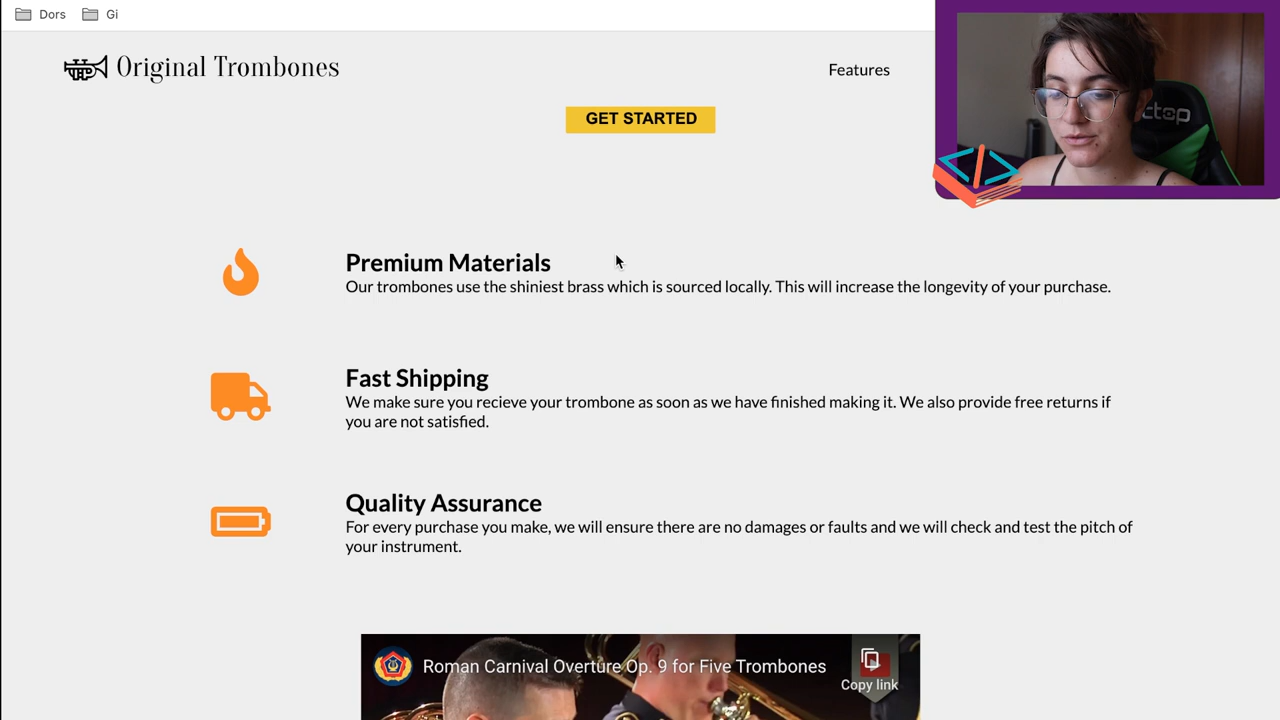 Dors
Gi
Original Trombones
Features
GET STARTED
Premium Materials
Our trombones use the shiniest brass which is sourced locally. This will increase the longevity of your purchase.
Fast Shipping
We make sure you recieve your trombone as soon as we have finished making it. We also provide free returns if
you are not satisfied.
Quality Assurance
For every purchase you make, we will ensure there are no damages or faults and we will check and test the pitch of
your instrument.
Roman Carnival Overture Op. 9 for Five Trombones
Copy link